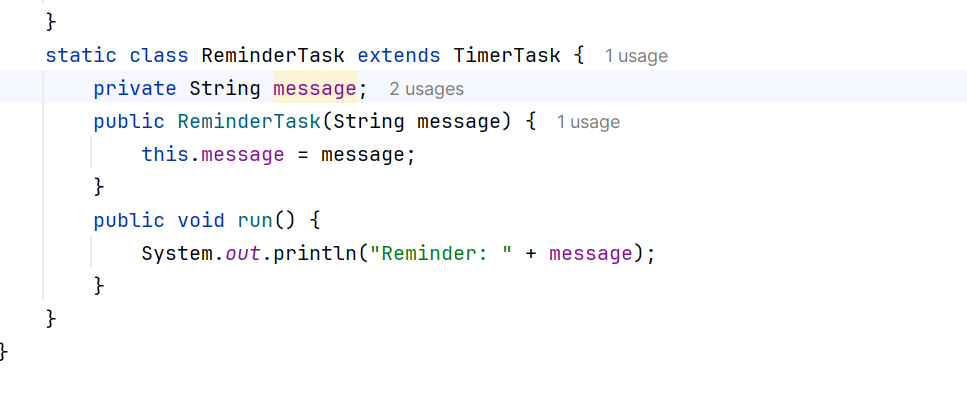 }
static class ReminderTask extends TimerTask { 1 usage
private String message; 2 usages
public ReminderTask(String message) { 1 usage
this.message = message;
}
public void run() {
System.out.println("Reminder: " + message);
}
}
}